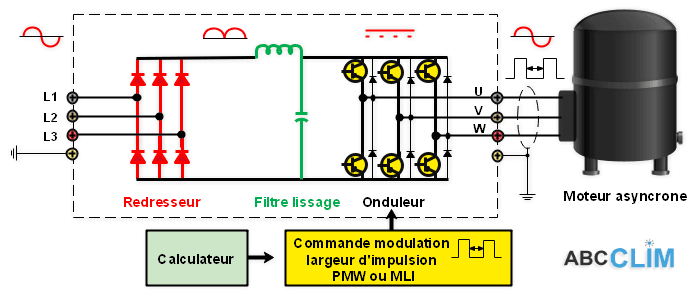 L1
L2
L3
U
V
W
Redresseur
Filtre lissage
Onduleur
Moteur asyncrone
Calculateur
Commande modulation
largeur d'impulsion
PMW ou MLI
ABCCLIM